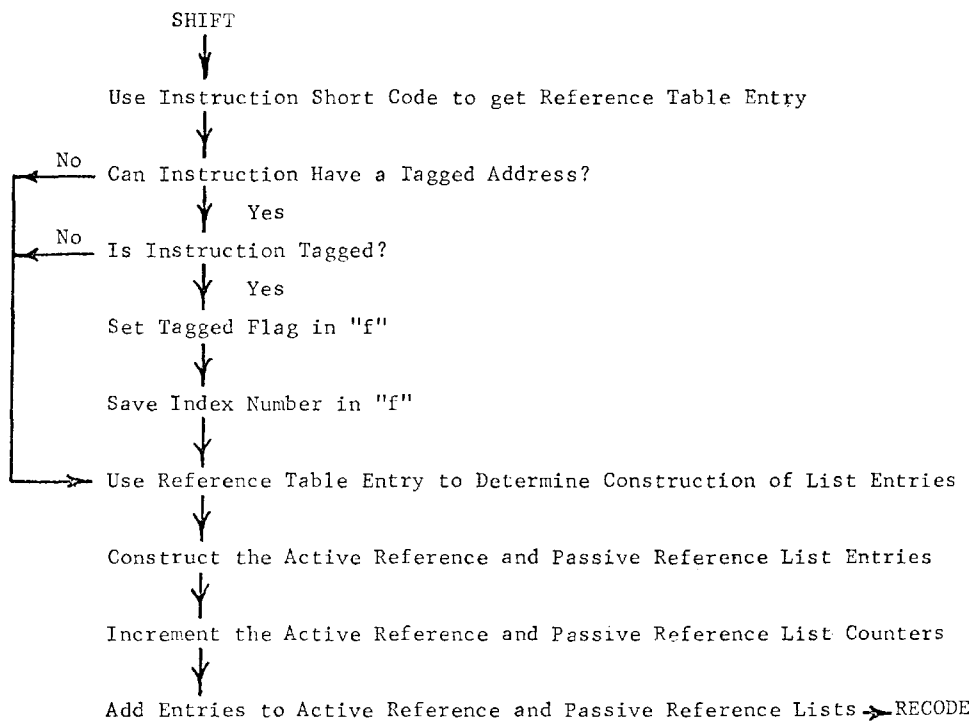 SHIFT
Use Instruction Short Code to get Reference Table Entry
No
Can Instruction Have a Tagged Address?
Yes
No
Is Instruction Tagged?
Yes
Set Tagged Flag in "f"
Save Index Number in "f"
Use Reference Table Entry to Determine Construction of List Entries
Construct the Active Reference and Passive Reference List Entries
Increment the Active Reference and Passive Reference List Counters
Add Entries to Active Reference and Passive Reference Lists RECODE